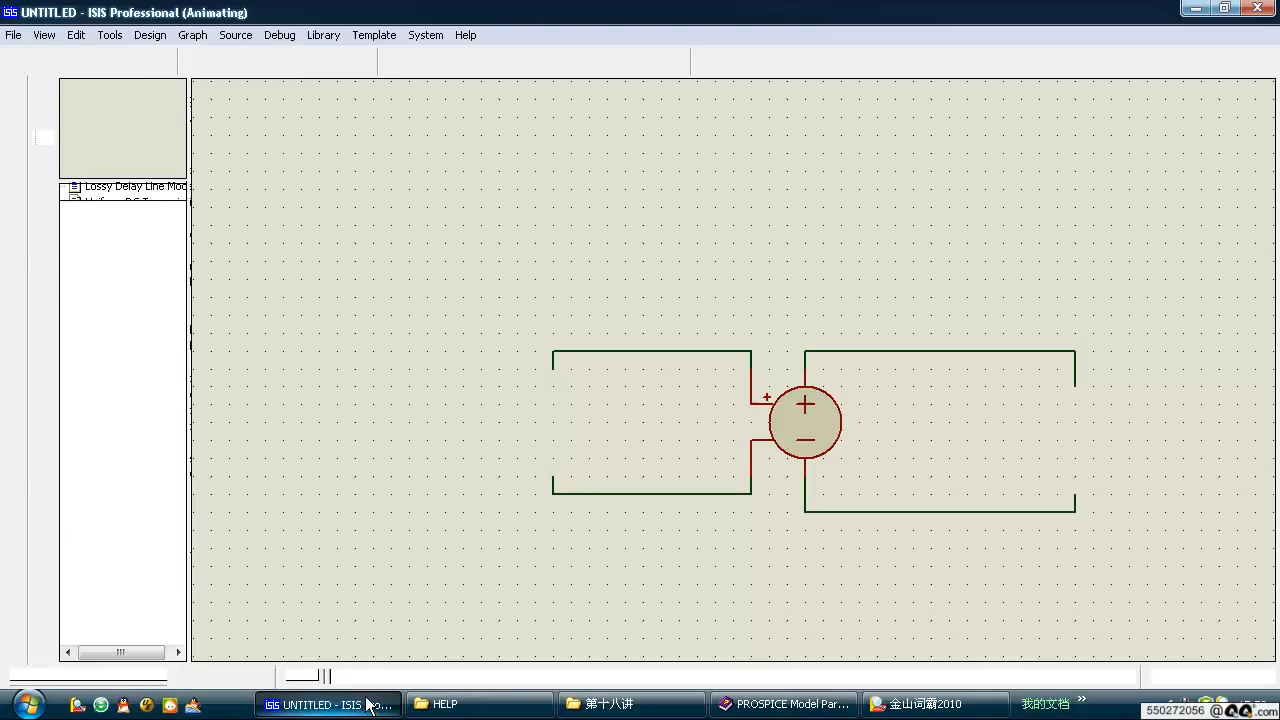 UNTITLED - ISIS Professional (Animating)
File View Edit Tools Design Graph Source Debug Library Template System Help
Lossy Delay Line Mod
UNTITLED - ISIS
HELP
第十八讲
PROSPICE Model Par...
金山词霸2010
我的文档
550272056 @QQ.com